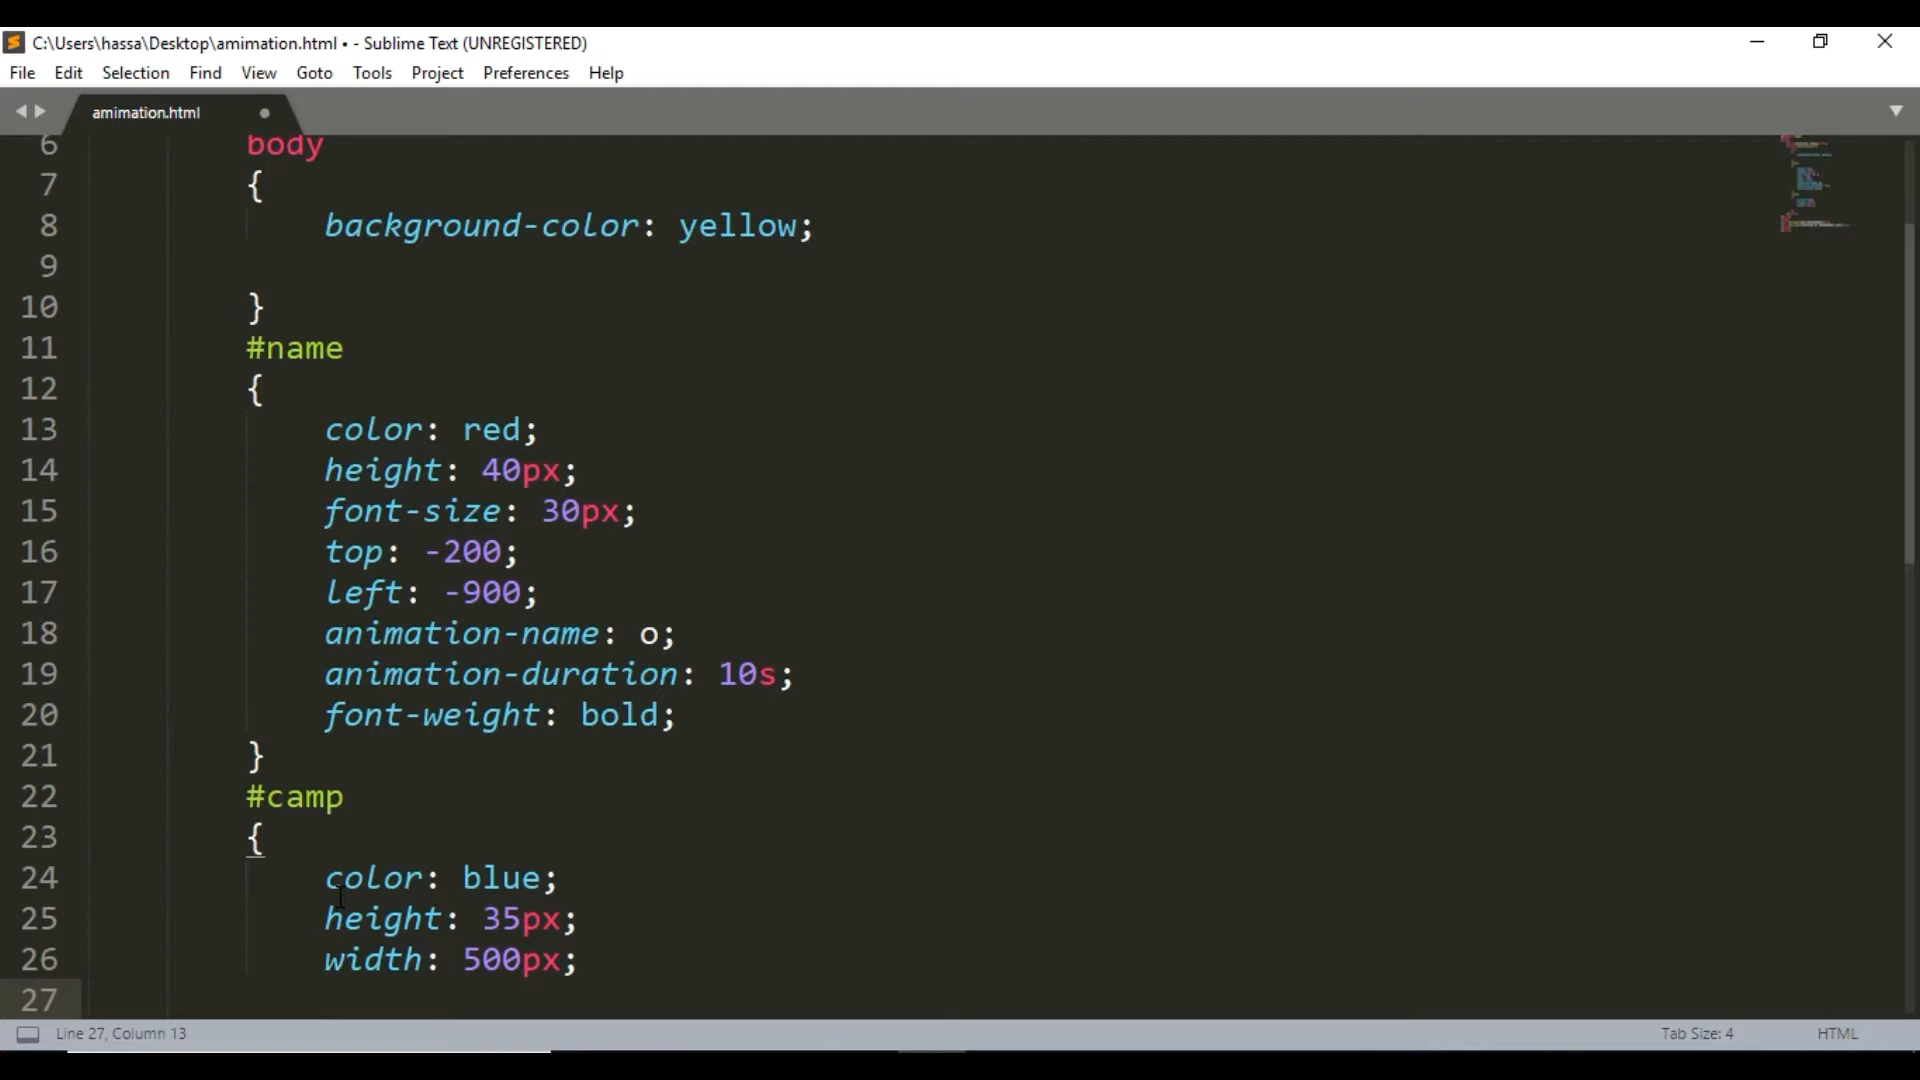 C:\Users\hassa\Desktop\amimation.html • - Sublime Text (UNREGISTERED)
File Edit Selection Find View Goto Tools Project Preferences Help
amimation.html
6 body
7 {
8 background-color: yellow;
9
10 }
11 #name
12 {
13 color: red;
14 height: 40px;
15 font-size: 30px;
16 top: -200;
17 left: -900;
18 animation-name: o;
19 animation-duration: 10s;
20 font-weight: bold;
21 }
22 #camp
23 {
24 color: blue;
25 height: 35px;
26 width: 500px;
27
Line 27, Column 13 Tab Size: 4 HTML